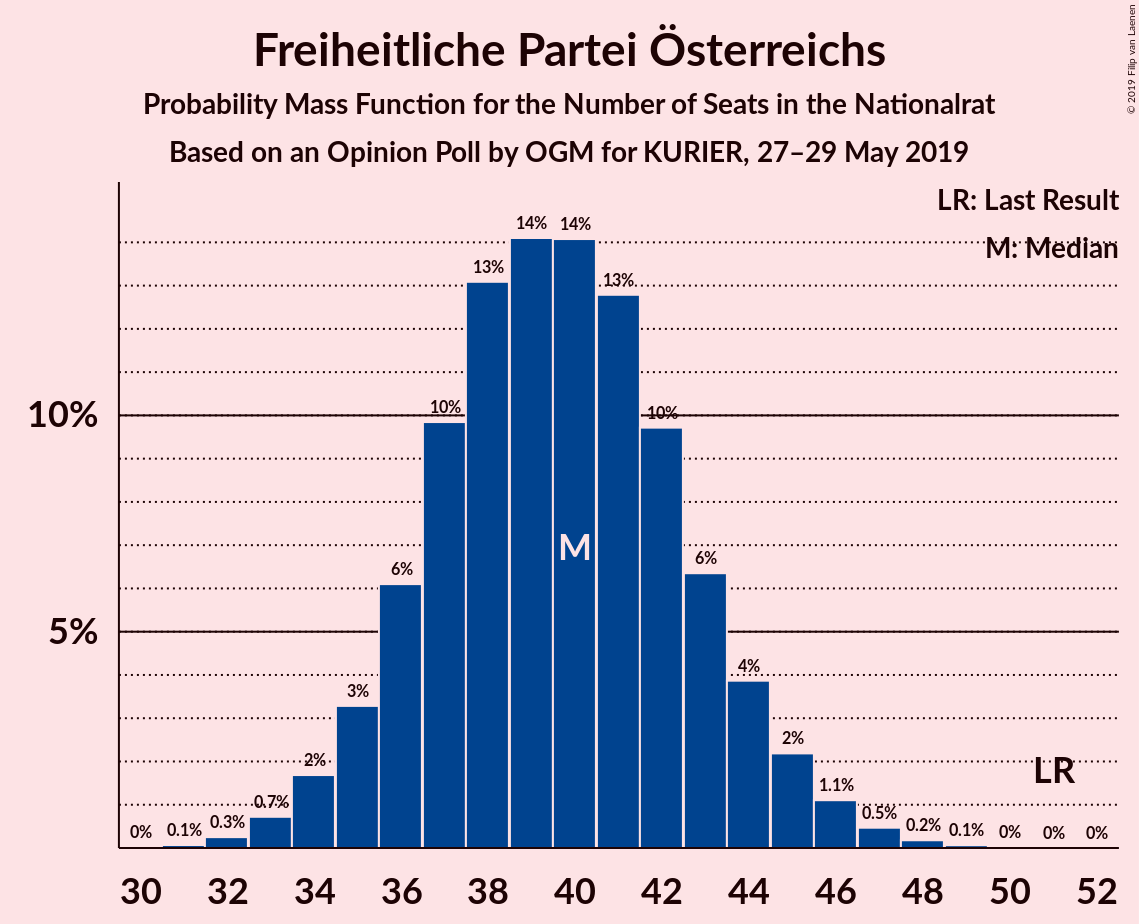 Freiheitliche Partei Österreichs
Probability Mass Function for the Number of Seats in the Nationalrat
Based on an Opinion Poll by OGM for KURIER, 27–29 May 2019
© 2019 Filip van Laenen
LR: Last Result
M: Median
10%
5%
0%
0.1%
0.3%
0.7%
2%
3%
6%
10%
13%
14%
14%
13%
10%
6%
4%
2%
1.1%
0.5%
0.2%
0.1%
0%
0%
0%
M
LR
30 32 34 36 38 40 42 44 46 48 50 52